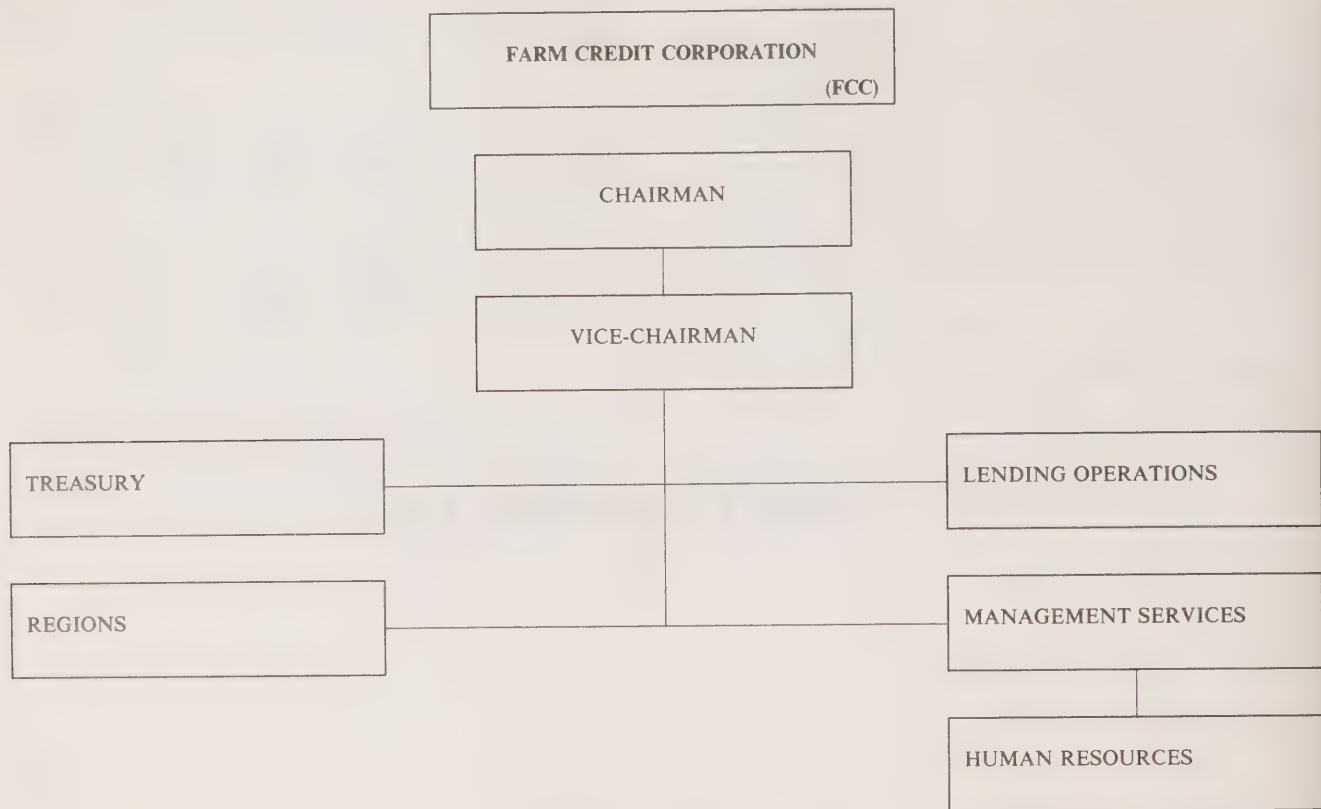 FARM CREDIT CORPORATION
(FCC)
CHAIRMAN
VICE-CHAIRMAN
TREASURY
LENDING OPERATIONS
REGIONS
MANAGEMENT SERVICES
HUMAN RESOURCES